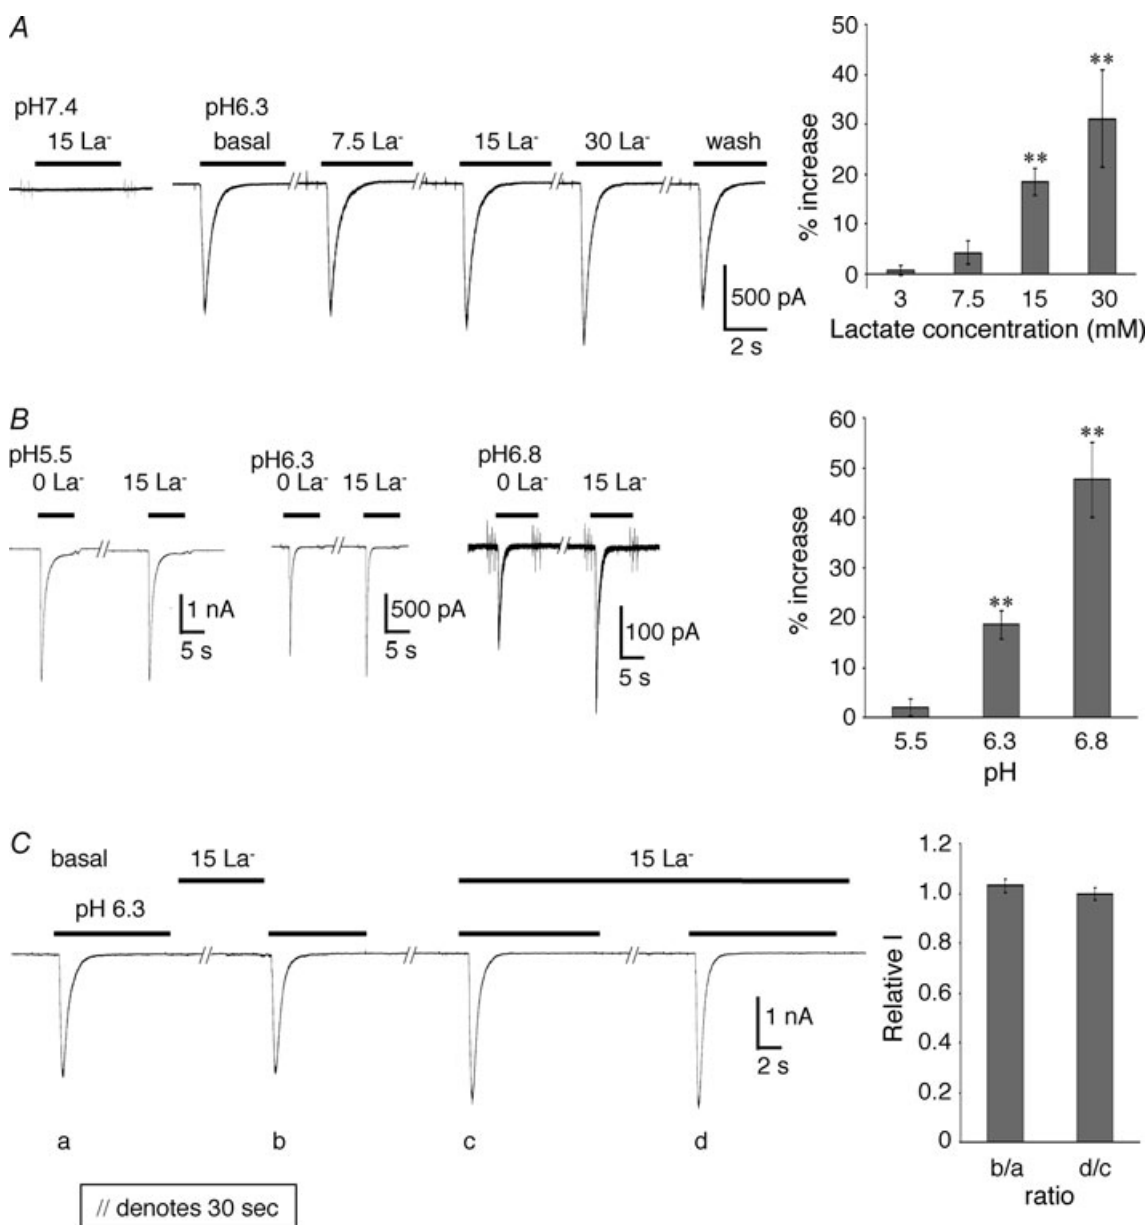 A
pH7.4
15 La⁻
pH6.3
basal
7.5 La⁻
15 La⁻
30 La⁻
wash
500 pA
2 s
50
40
30
20
10
0
% increase
**
**
3
7.5
15
30
Lactate concentration (mM)
B
pH5.5
0 La⁻
15 La⁻
1 nA
5 s
pH6.3
0 La⁻
15 La⁻
500 pA
5 s
pH6.8
0 La⁻
15 La⁻
100 pA
5 s
60
50
40
30
20
10
0
% increase
**
**
5.5
6.3
6.8
pH
C
basal
15 La⁻
15 La⁻
pH 6.3
1 nA
2 s
a
b
c
d
// denotes 30 sec
1.2
1.0
0.8
0.6
0.4
0.2
0
Relative I
b/a
d/c
ratio